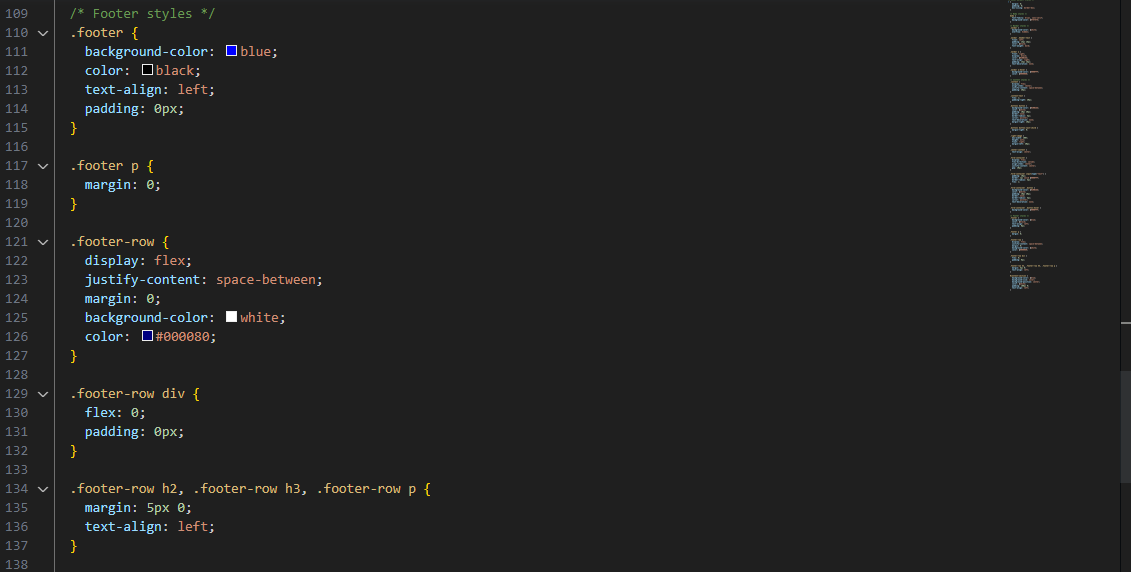 109 /* Footer styles */
110 .footer {
111 background-color: blue;
112 color: black;
113 text-align: left;
114 padding: 0px;
115 }
116
117 .footer p {
118 margin: 0;
119 }
120
121 .footer-row {
122 display: flex;
123 justify-content: space-between;
124 margin: 0;
125 background-color: white;
126 color: #000080;
127 }
128
129 .footer-row div {
130 flex: 0;
131 padding: 0px;
132 }
133
134 .footer-row h2, .footer-row h3, .footer-row p {
135 margin: 5px 0;
136 text-align: left;
137 }
138